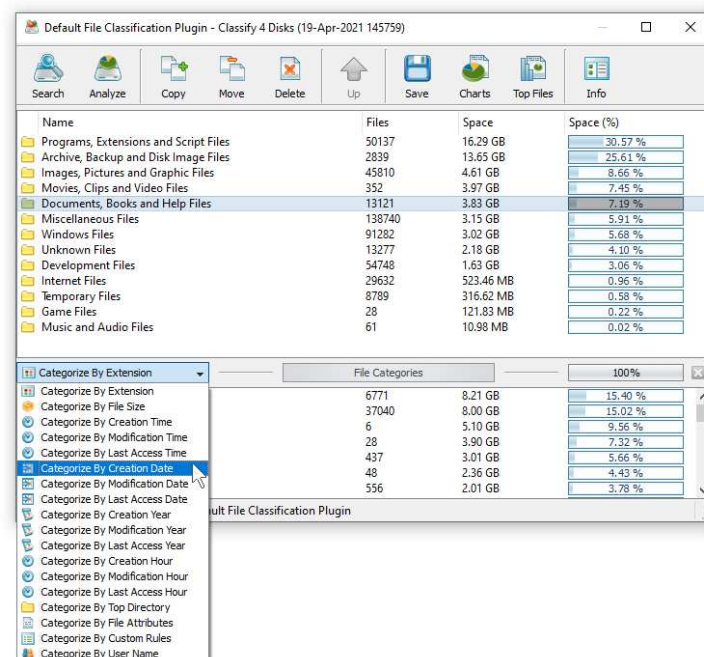 Default File Classification Plugin - Classify 4 Disks (19-Apr-2021 145759)
Search Analyze Copy Move Delete Up Save Charts Top Files Info
Name Files Space Space (%)
Programs, Extensions and Script Files 50137 16.29 GB 30.57 %
Archive, Backup and Disk Image Files 2839 13.65 GB 25.61 %
Images, Pictures and Graphic Files 45810 4.61 GB 8.66 %
Movies, Clips and Video Files 352 3.97 GB 7.45 %
Documents, Books and Help Files 13121 3.83 GB 7.19 %
Miscellaneous Files 138740 3.15 GB 5.91 %
Windows Files 91282 3.02 GB 5.68 %
Unknown Files 13277 2.18 GB 4.10 %
Development Files 54748 1.63 GB 3.06 %
Internet Files 29632 523.46 MB 0.96 %
Temporary Files 8789 316.62 MB 0.58 %
Game Files 28 121.83 MB 0.22 %
Music and Audio Files 61 10.98 MB 0.02 %
Categorize By Extension File Categories 100%
Categorize By Extension 6771 8.21 GB 15.40 %
Categorize By File Size 37040 8.00 GB 15.02 %
Categorize By Creation Time 6 5.10 GB 9.56 %
Categorize By Modification Time 28 3.90 GB 7.32 %
Categorize By Last Access Time 437 3.01 GB 5.66 %
Categorize By Creation Date 48 2.36 GB 4.43 %
Categorize By Modification Date 556 2.01 GB 3.78 %
Categorize By Last Access Date
Categorize By Creation Year ult File Classification Plugin
Categorize By Modification Year
Categorize By Last Access Year
Categorize By Creation Hour
Categorize By Modification Hour
Categorize By Last Access Hour
Categorize By Top Directory
Categorize By File Attributes
Categorize By Custom Rules
Categorize By User Name